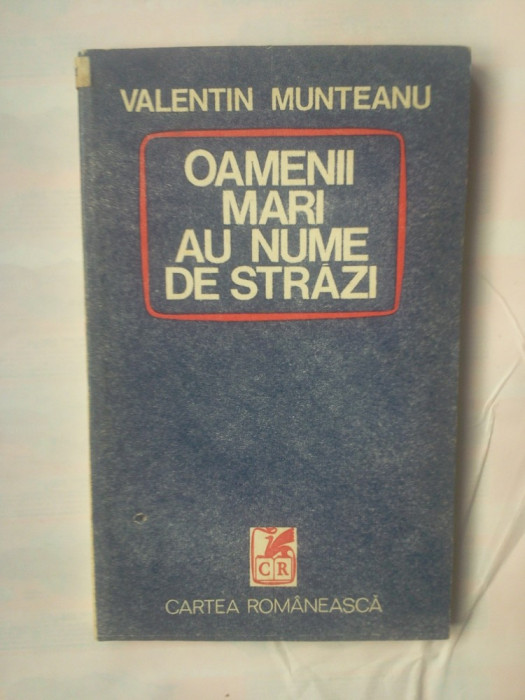 VALENTIN MUNTEANU
OAMENII
MARI
AU NUME
DE STRĂZI
CR
CARTEA ROMÂNEASCĂ